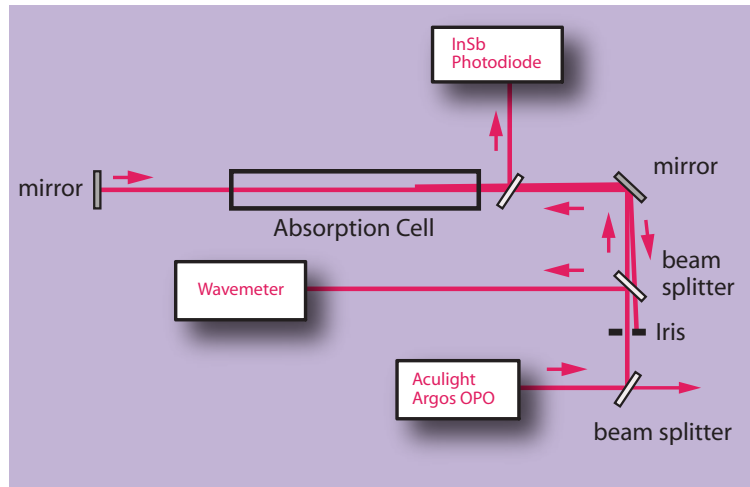 InSb
Photodiode
mirror
mirror
Absorption Cell
beam
splitter
Wavemeter
Iris
Aculight
Argos OPO
beam splitter